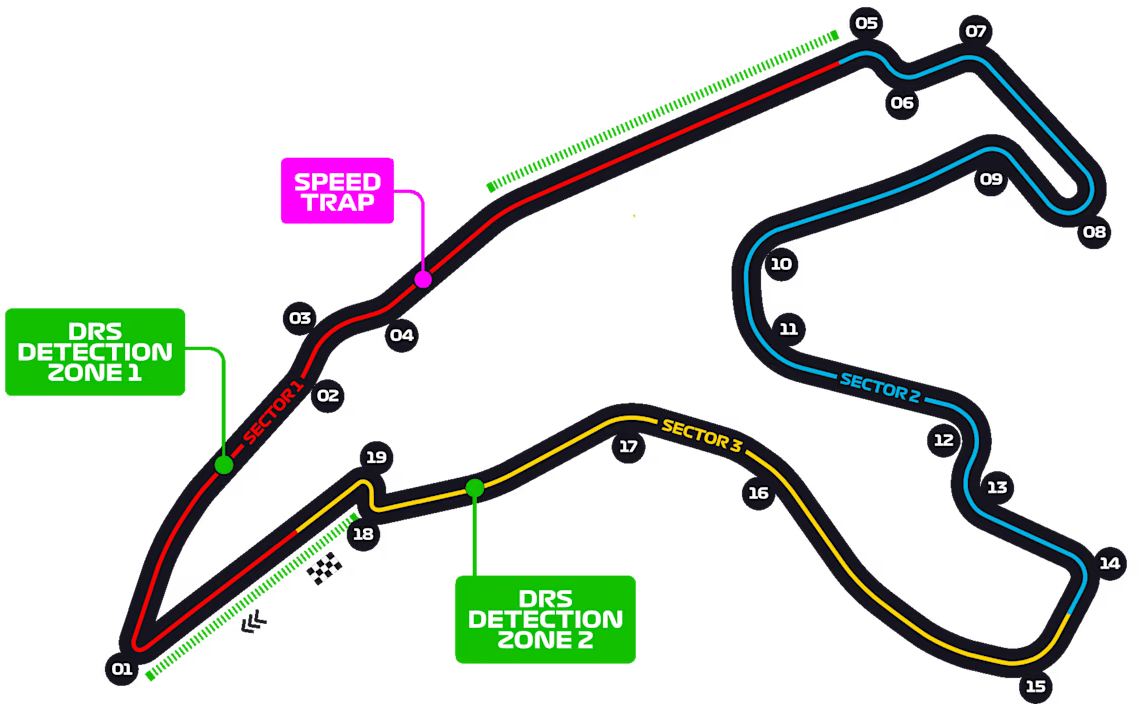 05
07
06
SPEED
TRAP
09
08
10
03
04
11
DRS
DETECTION
ZONE 1
02
SECTOR 1
SECTOR 2
12
17
SECTOR 3
19
16
13
18
14
DRS
DETECTION
ZONE 2
01
15